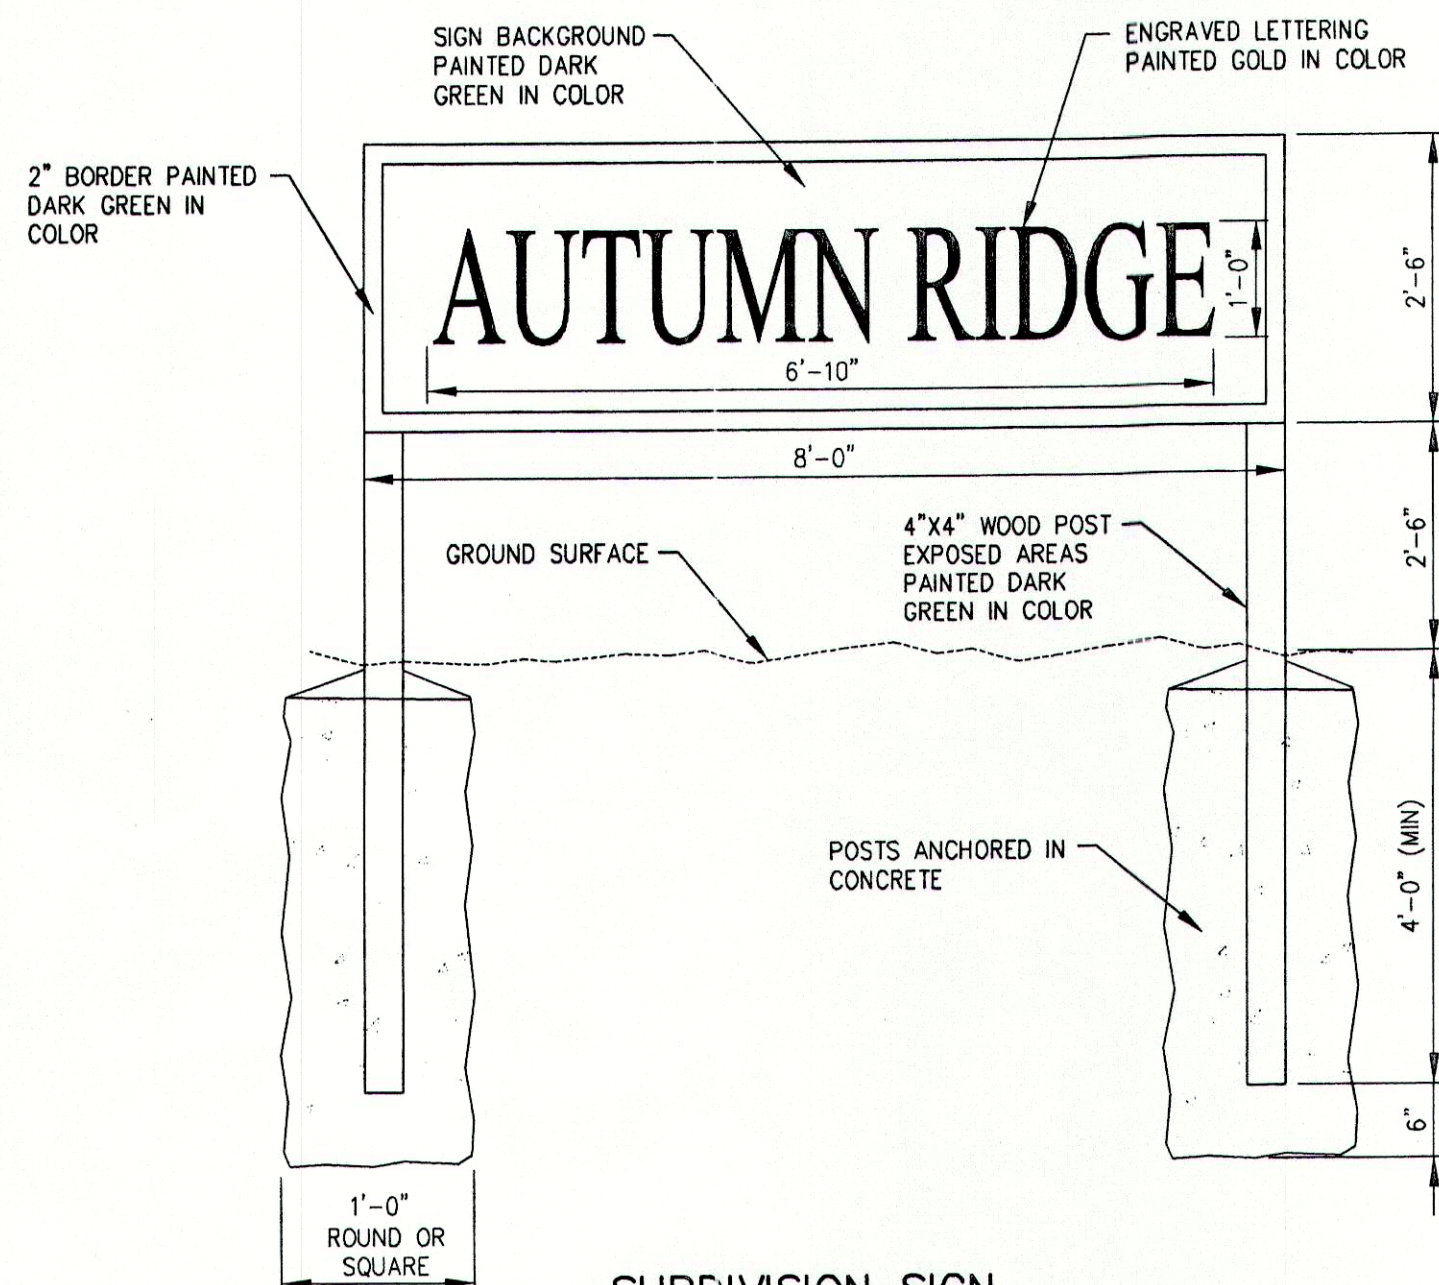 SIGN BACKGROUND
PAINTED DARK
GREEN IN COLOR
ENGRAVED LETTERING
PAINTED GOLD IN COLOR
2" BORDER PAINTED
DARK GREEN IN
COLOR
AUTUMN RIDGE
1'-0"
2'-6"
6'-10"
8'-0"
GROUND SURFACE
4"X4" WOOD POST
EXPOSED AREAS
PAINTED DARK
GREEN IN COLOR
2'-6"
POSTS ANCHORED IN
CONCRETE
4'-0" (MIN)
6"
1'-0"
ROUND OR
SQUARE
SUBDIVISION SIGN